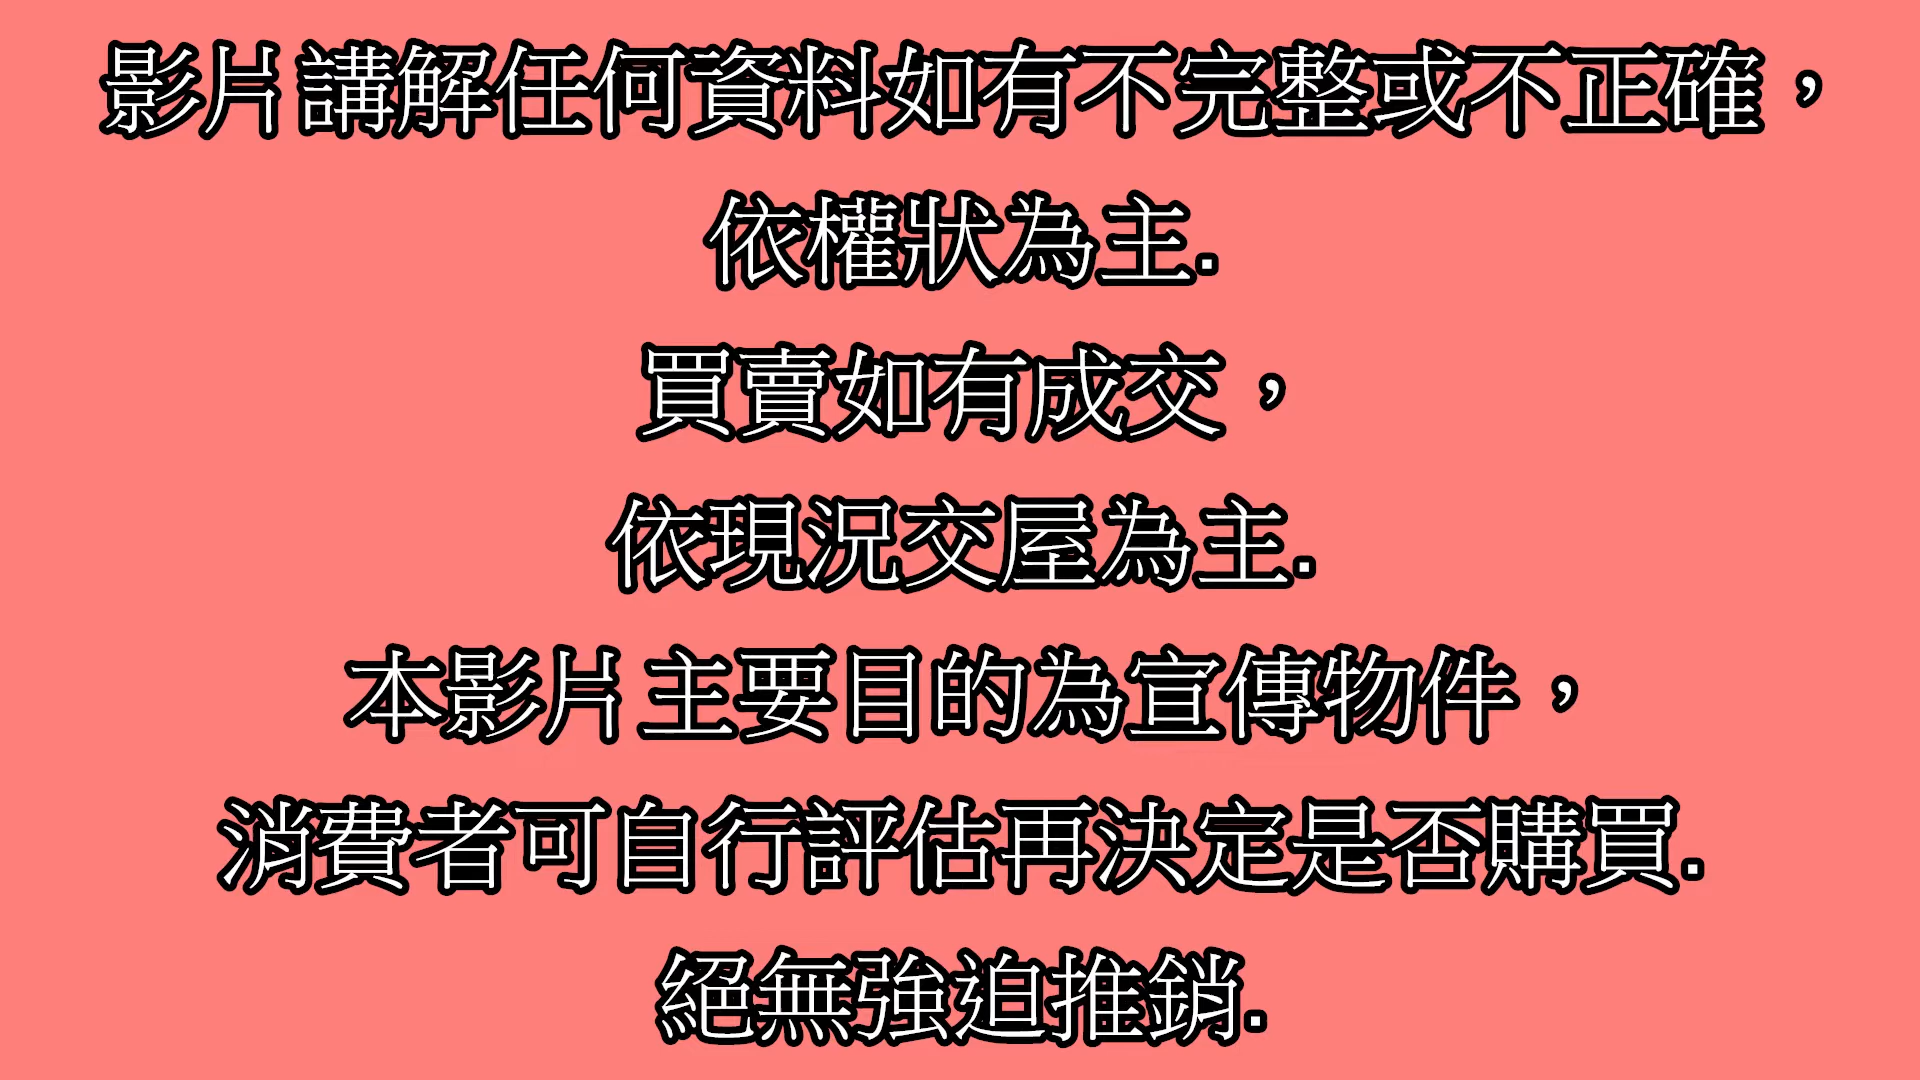 影片講解任何資料如有不完整或不正確，
依權狀為主.
買賣如有成交，
依現況交屋為主.
本影片主要目的為宣傳物件，
消費者可自行評估再決定是否購買.
絕無強迫推銷.